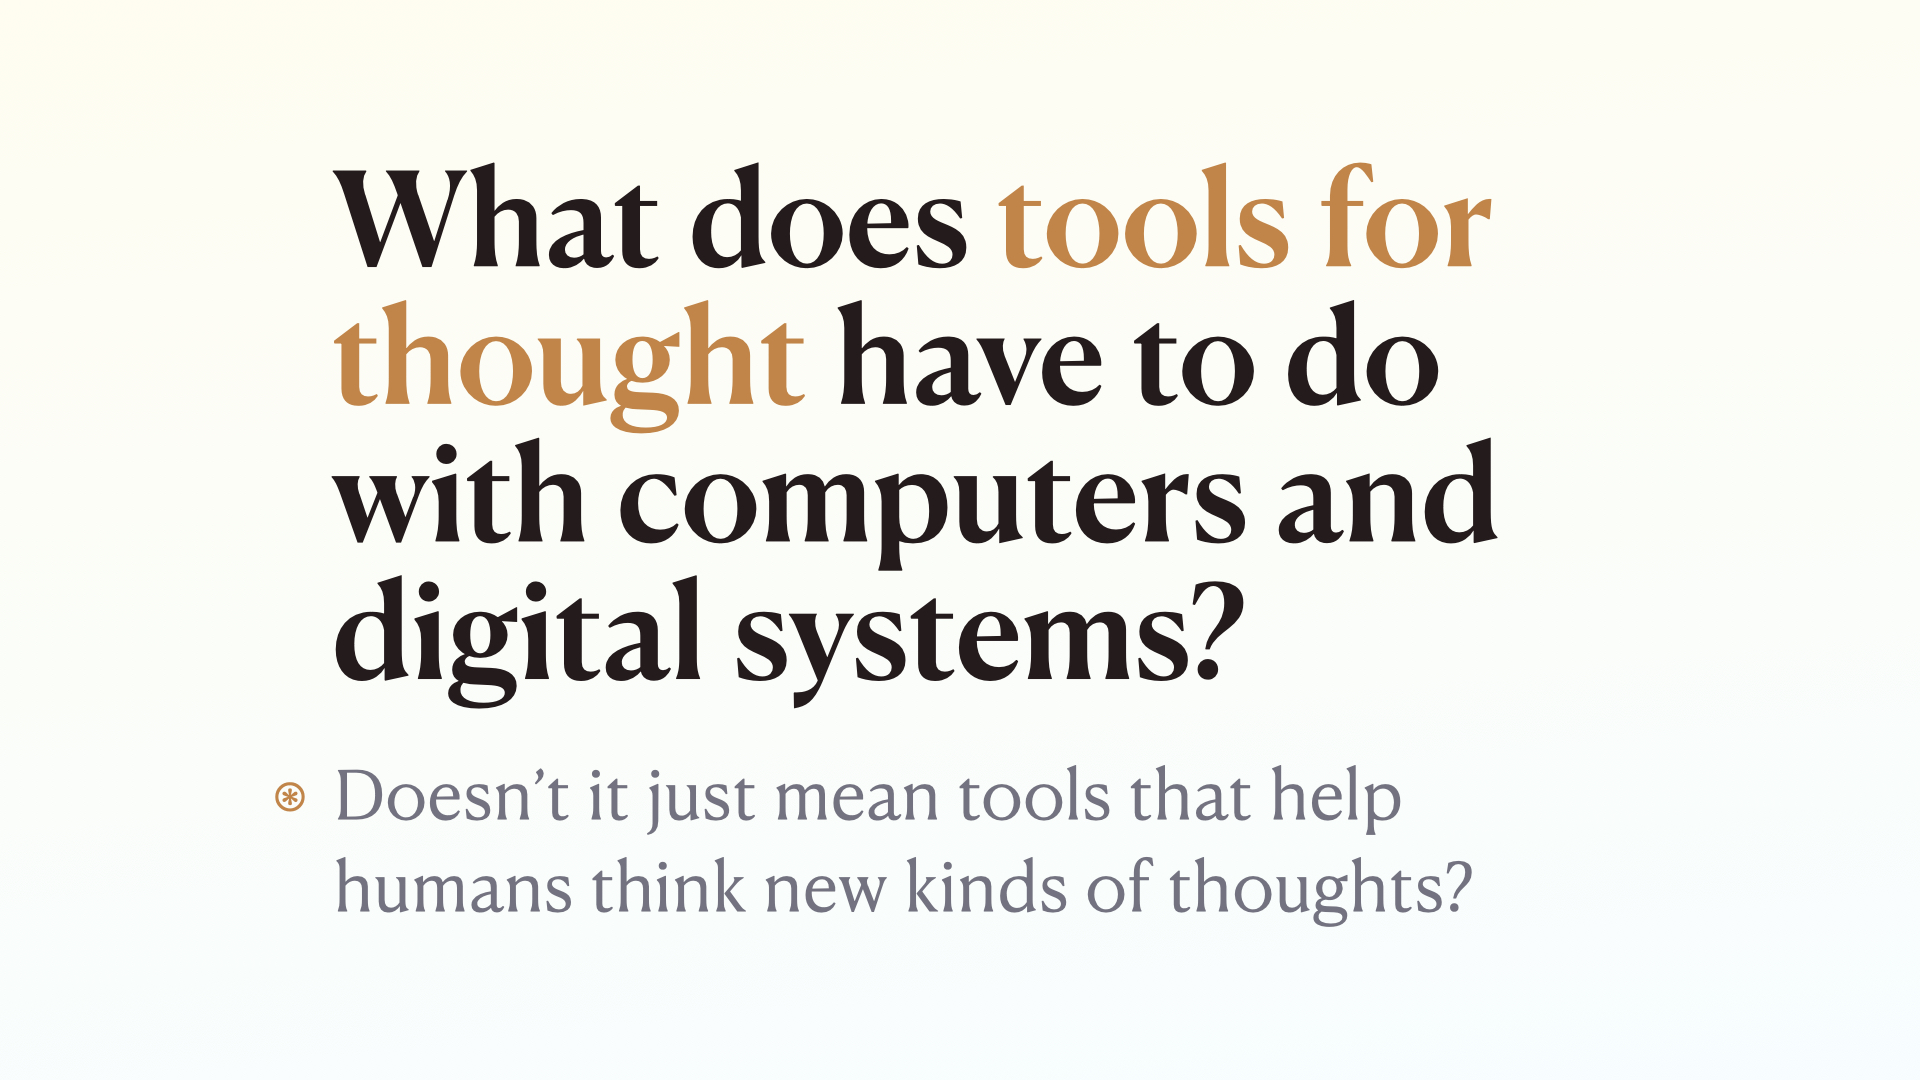 What does tools for
thought have to do
with computers and
digital systems?
Doesn’t it just mean tools that help
humans think new kinds of thoughts?